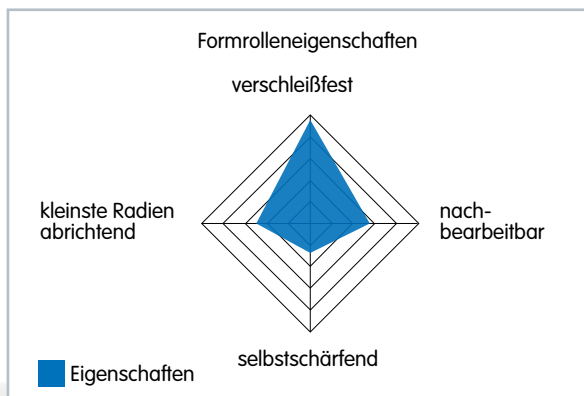 Formrolleneigenschaften
verschleißfest
kleinste Radien
abrichtend
nach-
bearbeitbar
selbstschärfend
Eigenschaften